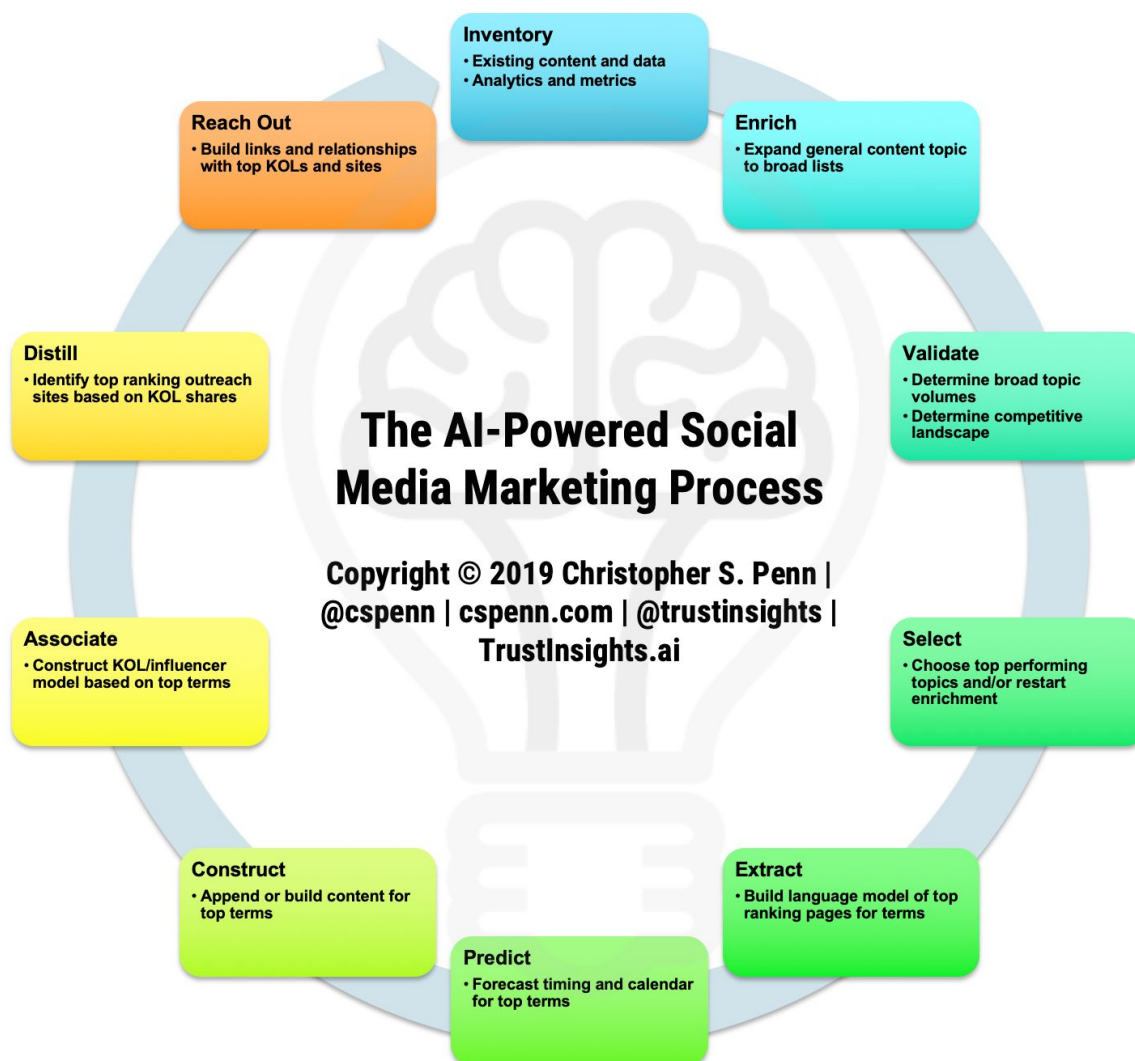 Inventory
• Existing content and data
• Analytics and metrics
Enrich
• Expand general content topic
to broad lists
Validate
• Determine broad topic
volumes
• Determine competitive
landscape
Select
• Choose top performing
topics and/or restart
enrichment
Extract
• Build language model of top
ranking pages for terms
Predict
• Forecast timing and calendar
for top terms
Construct
• Append or build content for
top terms
Associate
• Construct KOL/influencer
model based on top terms
Distill
• Identify top ranking outreach
sites based on KOL shares
Reach Out
• Build links and relationships
with top KOLs and sites
The AI-Powered Social
Media Marketing Process
Copyright © 2019 Christopher S. Penn |
@cspenn | cspenn.com | @trustinsights |
TrustInsights.ai